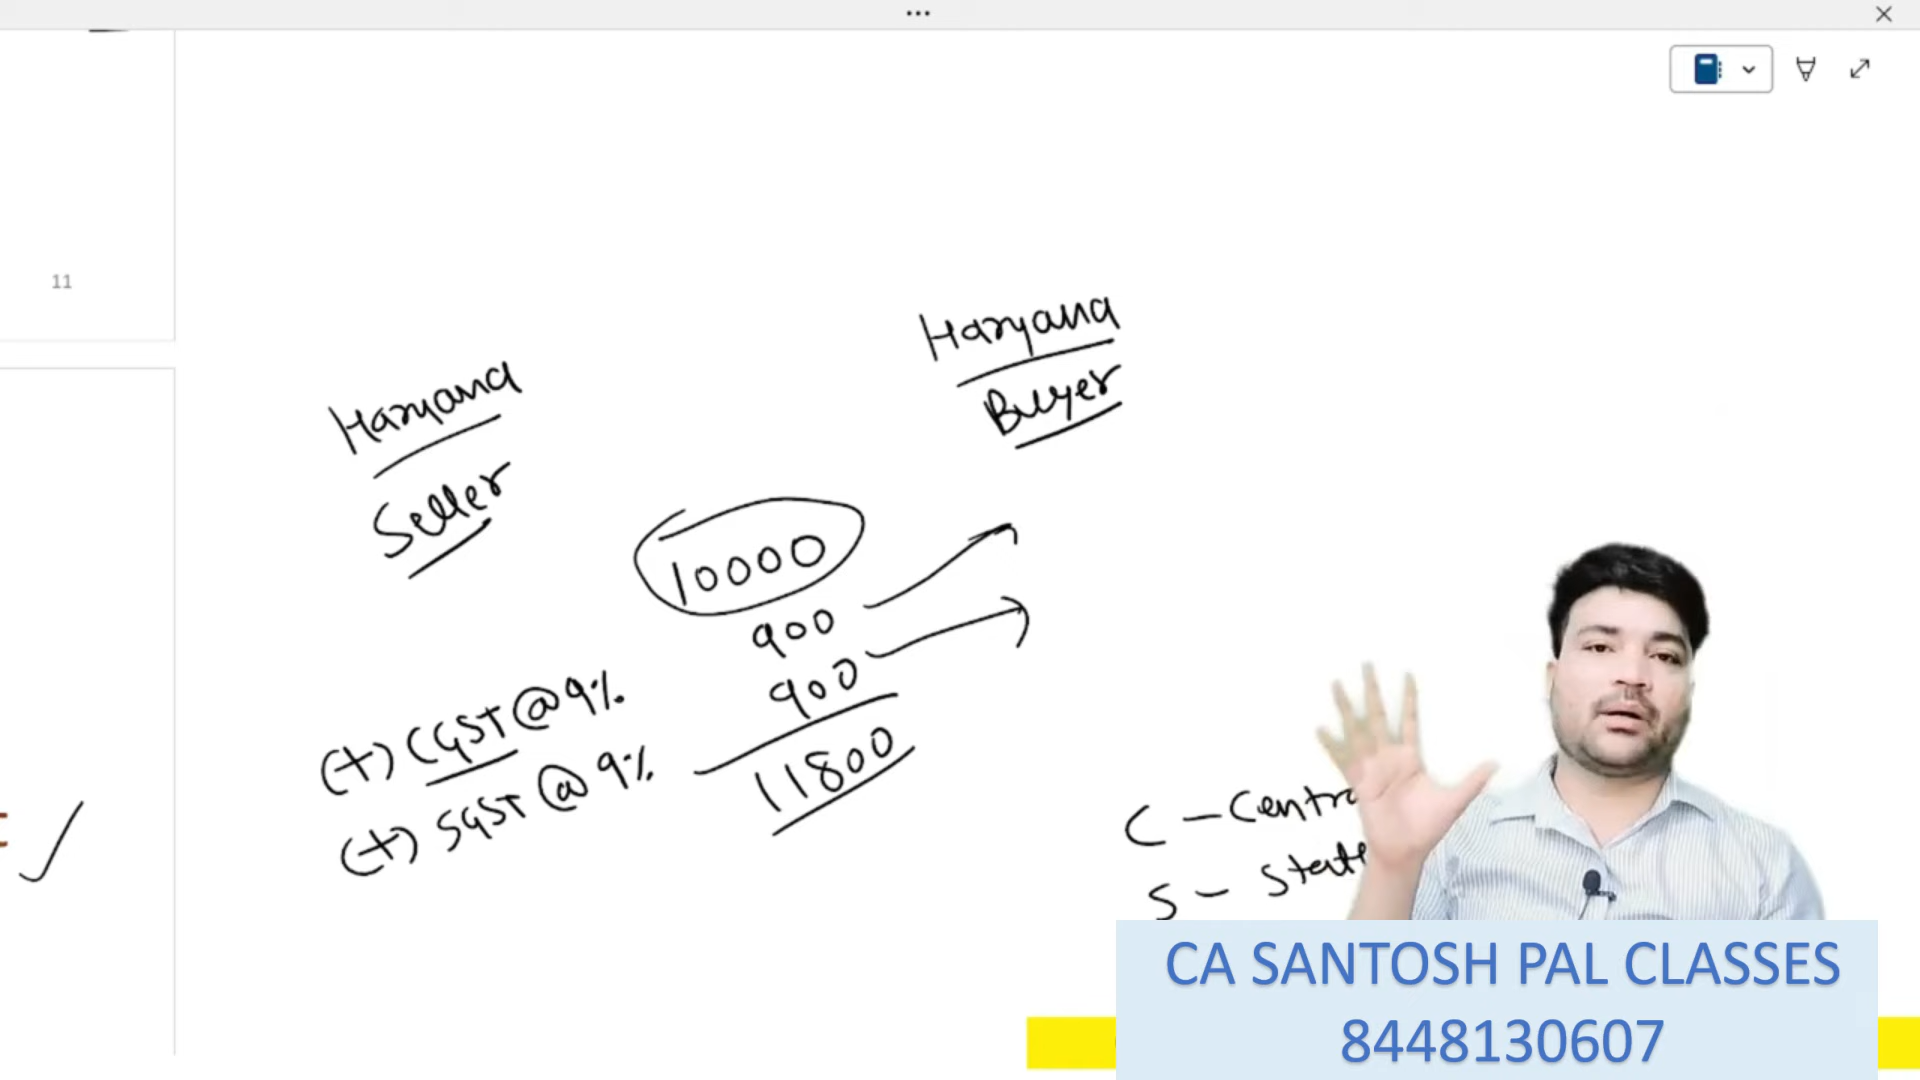 11
Haryana
Buyer
Haryana
Seller
10000
900
(+) CGST @ 9% 900
(+) SGST @ 9%
11800
C - Centra
S - State
CA SANTOSH PAL CLASSES
8448130607